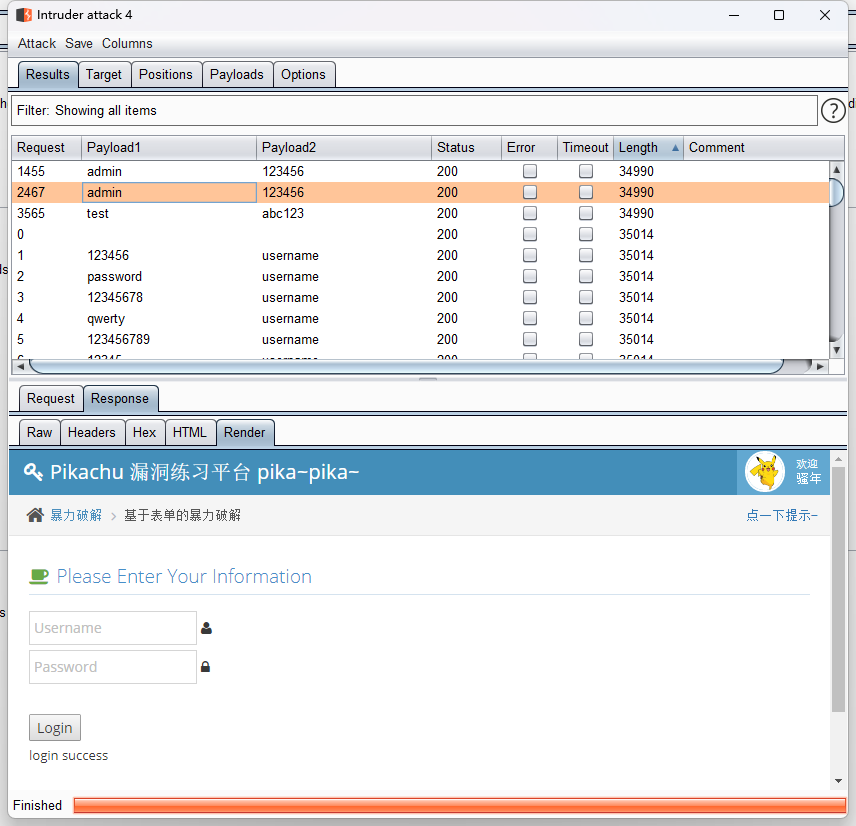 Intruder attack 4
Attack Save Columns
Results Target Positions Payloads Options
Filter: Showing all items ?
Request Payload1 Payload2 Status Error Timeout Length Comment
1455 admin 123456 200 34990
2467 admin 123456 200 34990
3565 test abc123 200 34990
0 200 35014
1 123456 username 200 35014
2 password username 200 35014
3 12345678 username 200 35014
4 qwerty username 200 35014
5 123456789 username 200 35014
6 12345 username 200 35014
Request Response
Raw Headers Hex HTML Render
Pikachu 漏洞练习平台 pika~pika~
欢迎
骚年
暴力破解 > 基于表单的暴力破解 点一下提示~
Please Enter Your Information
Username
Password
Login
login success
Finished